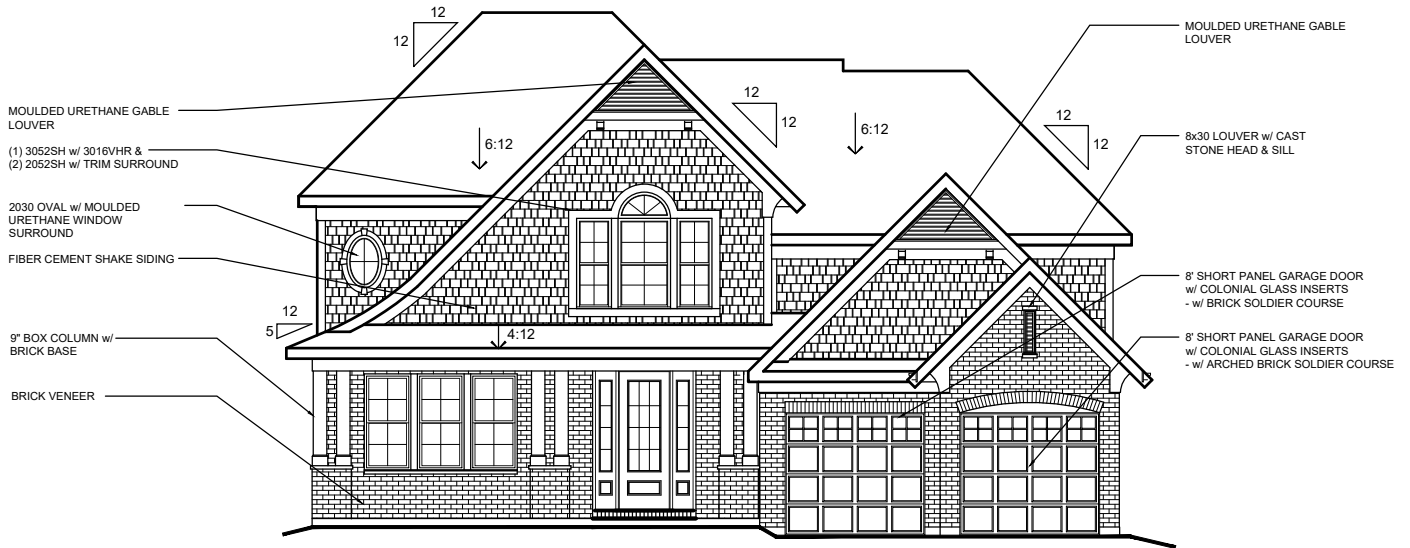 12
12
MOULDED URETHANE GABLE
LOUVER
MOULDED URETHANE GABLE
LOUVER
12
12
6:12
6:12
12
12
8x30 LOUVER w/ CAST
STONE HEAD & SILL
(1) 3052SH w/ 3016VHR &
(2) 2052SH w/ TRIM SURROUND
2030 OVAL w/ MOULDED
URETHANE WINDOW
SURROUND
FIBER CEMENT SHAKE SIDING
8' SHORT PANEL GARAGE DOOR
w/ COLONIAL GLASS INSERTS
- w/ BRICK SOLDIER COURSE
12
5
4:12
9" BOX COLUMN w/
BRICK BASE
8' SHORT PANEL GARAGE DOOR
w/ COLONIAL GLASS INSERTS
- w/ ARCHED BRICK SOLDIER COURSE
BRICK VENEER